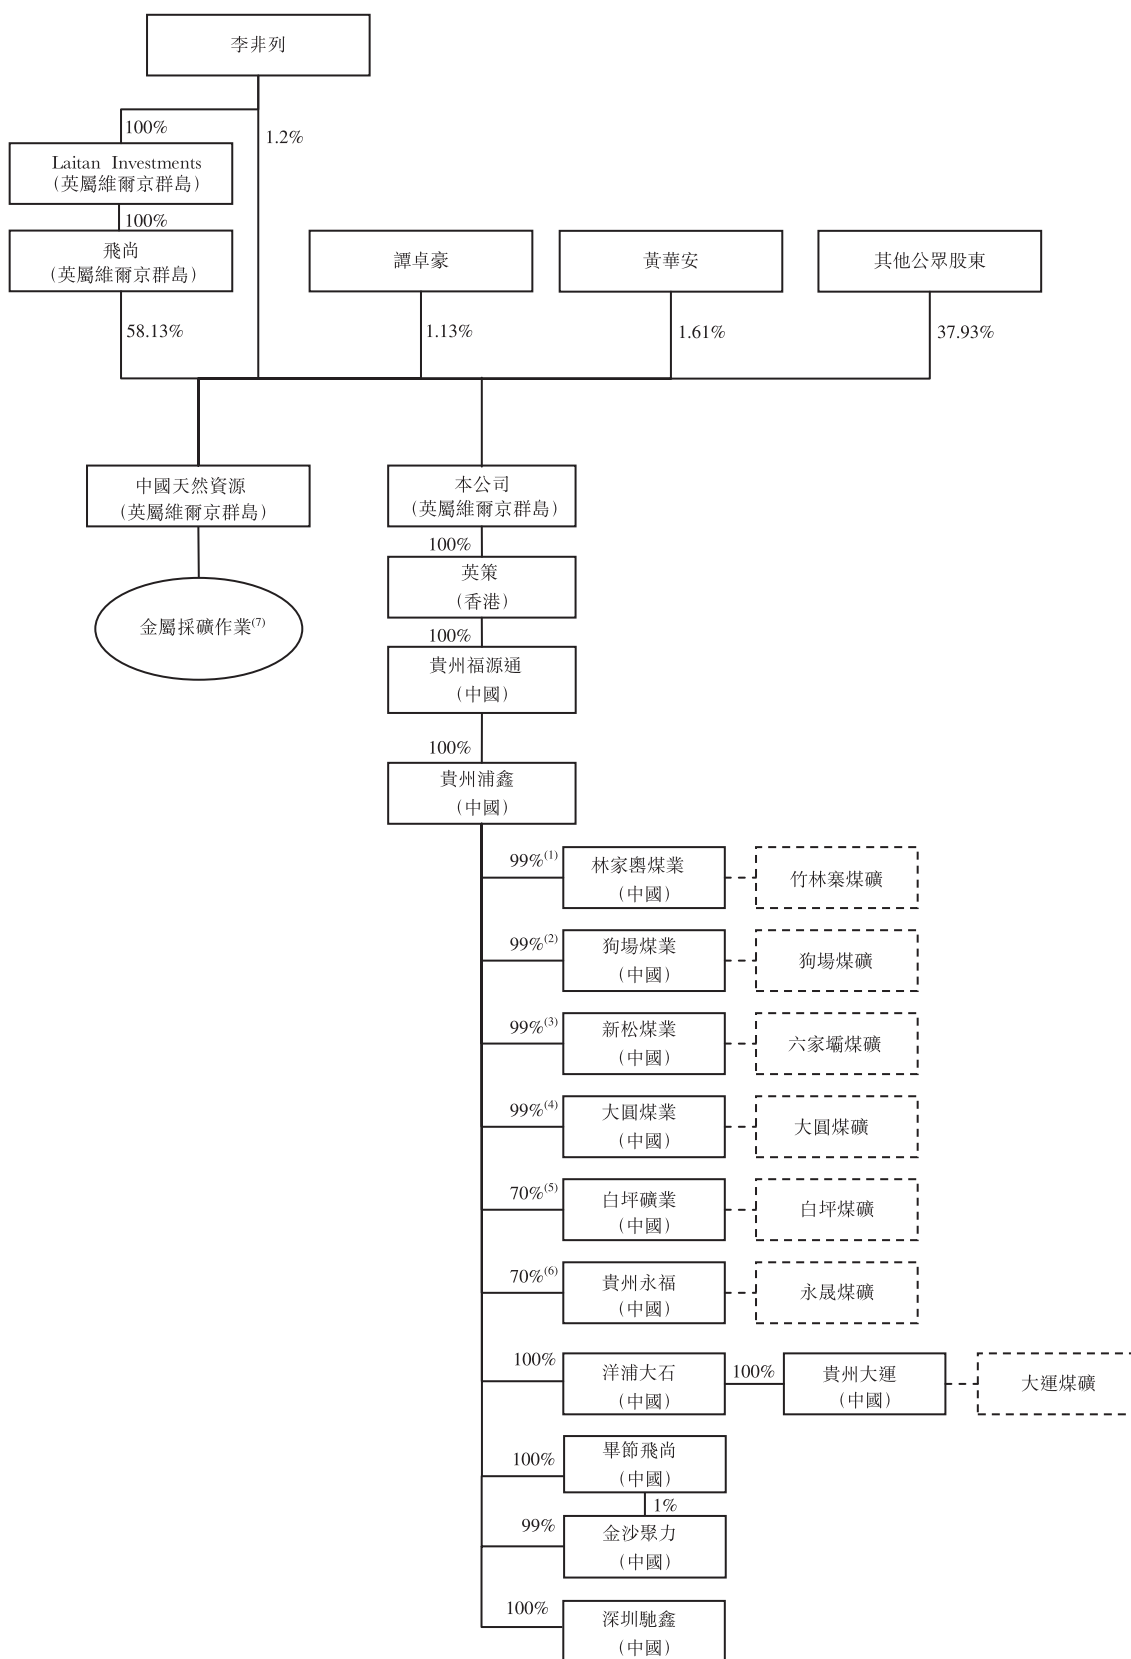 李非列
100%
1.2%
Laitan Investments
(英屬維爾京群島)
100%
飛尚
(英屬維爾京群島)
譚卓豪
黃華安
其他公眾股東
58.13%
1.13%
1.61%
37.93%
中國天然資源
(英屬維爾京群島)
本公司
(英屬維爾京群島)
100%
英策
(香港)
金屬採礦作業(7)
100%
貴州福源通
(中國)
100%
貴州浦鑫
(中國)
99%(1)
林家嶴煤業
(中國)
竹林寨煤礦
99%(2)
狗場煤業
(中國)
狗場煤礦
99%(3)
新松煤業
(中國)
六家壩煤礦
99%(4)
大圓煤業
(中國)
大圓煤礦
70%(5)
白坪礦業
(中國)
白坪煤礦
70%(6)
貴州永福
(中國)
永晟煤礦
100%
洋浦大石
(中國)
100%
貴州大運
(中國)
大運煤礦
100%
畢節飛尚
(中國)
1%
99%
金沙聚力
(中國)
100%
深圳馳鑫
(中國)